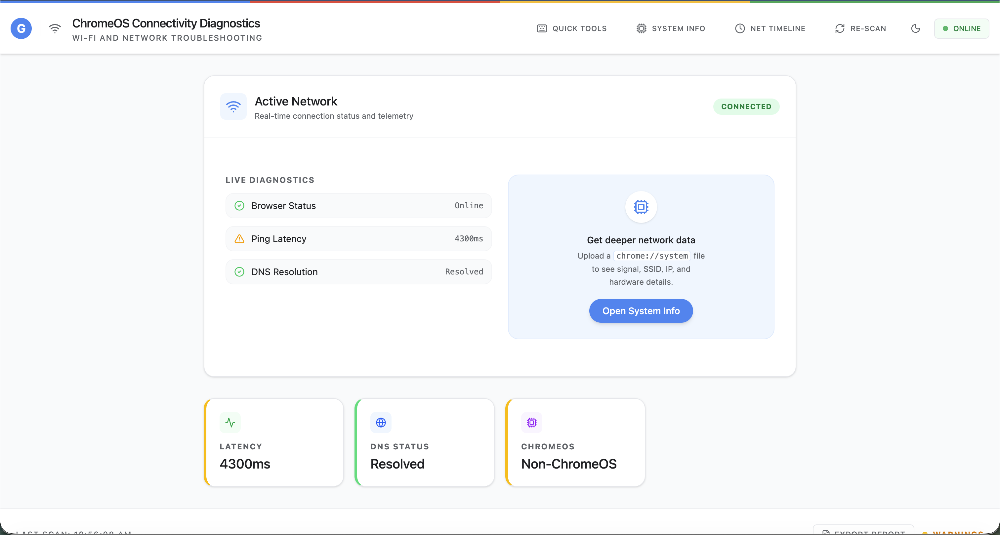 G
ChromeOS Connectivity Diagnostics
WI-FI AND NETWORK TROUBLESHOOTING
QUICK TOOLS
SYSTEM INFO
NET TIMELINE
RE-SCAN
ONLINE
Active Network
Real-time connection status and telemetry
CONNECTED
LIVE DIAGNOSTICS
Browser Status Online
Ping Latency 4300ms
DNS Resolution Resolved
Get deeper network data
Upload a chrome://system file
to see signal, SSID, IP, and
hardware details.
Open System Info
LATENCY
4300ms
DNS STATUS
Resolved
CHROMEOS
Non-ChromeOS
LAST SCAN: 10:56:08 AM
EXPORT REPORT
WARNINGS